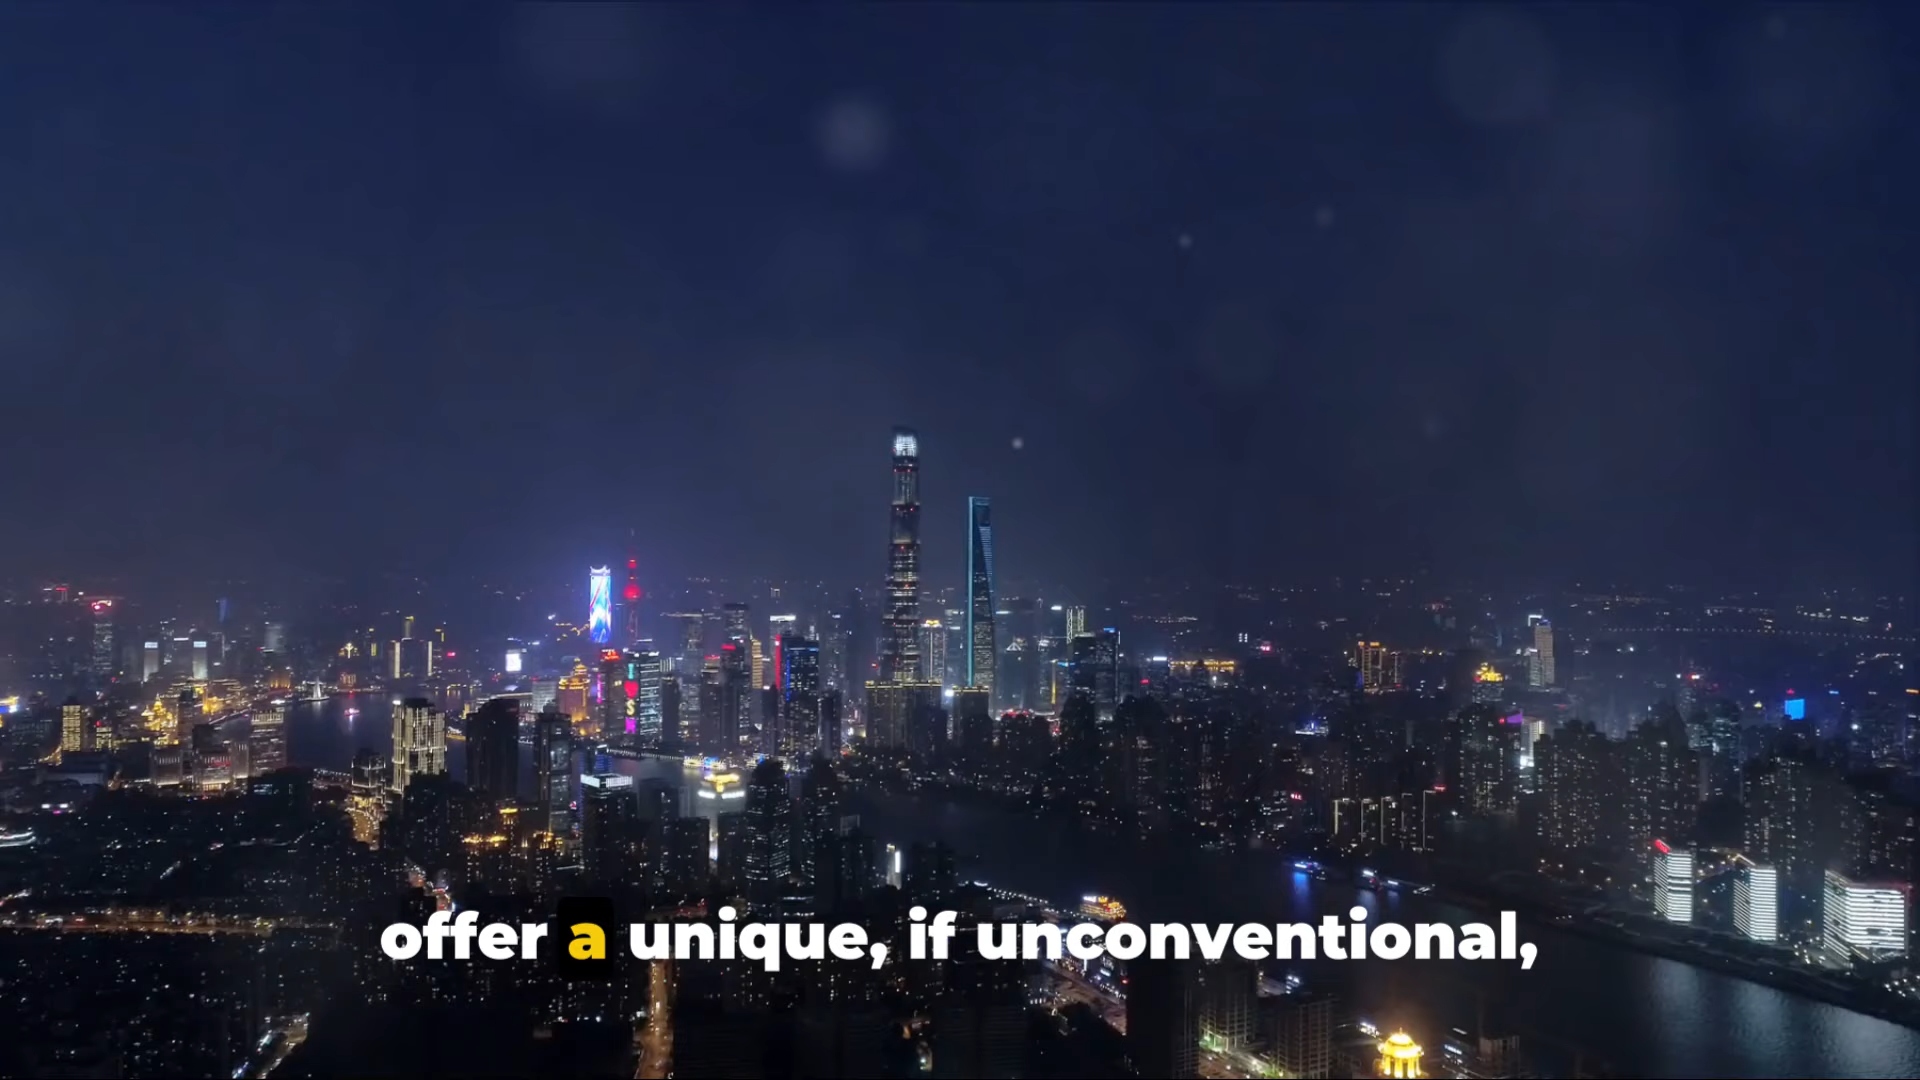 offer a unique, if unconventional,